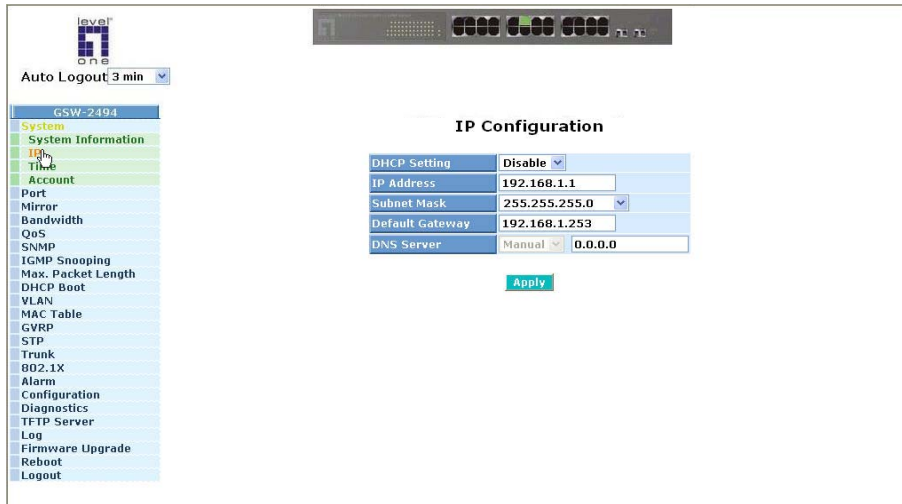 level
one
Auto Logout 3 min
GSW-2494
System
System Information
IP
Time
Account
Port
Mirror
Bandwidth
QoS
SNMP
IGMP Snooping
Max. Packet Length
DHCP Boot
VLAN
MAC Table
GVRP
STP
Trunk
802.1X
Alarm
Configuration
Diagnostics
TFTP Server
Log
Firmware Upgrade
Reboot
Logout
IP Configuration
DHCP Setting Disable
IP Address 192.168.1.1
Subnet Mask 255.255.255.0
Default Gateway 192.168.1.253
DNS Server Manual 0.0.0.0
Apply